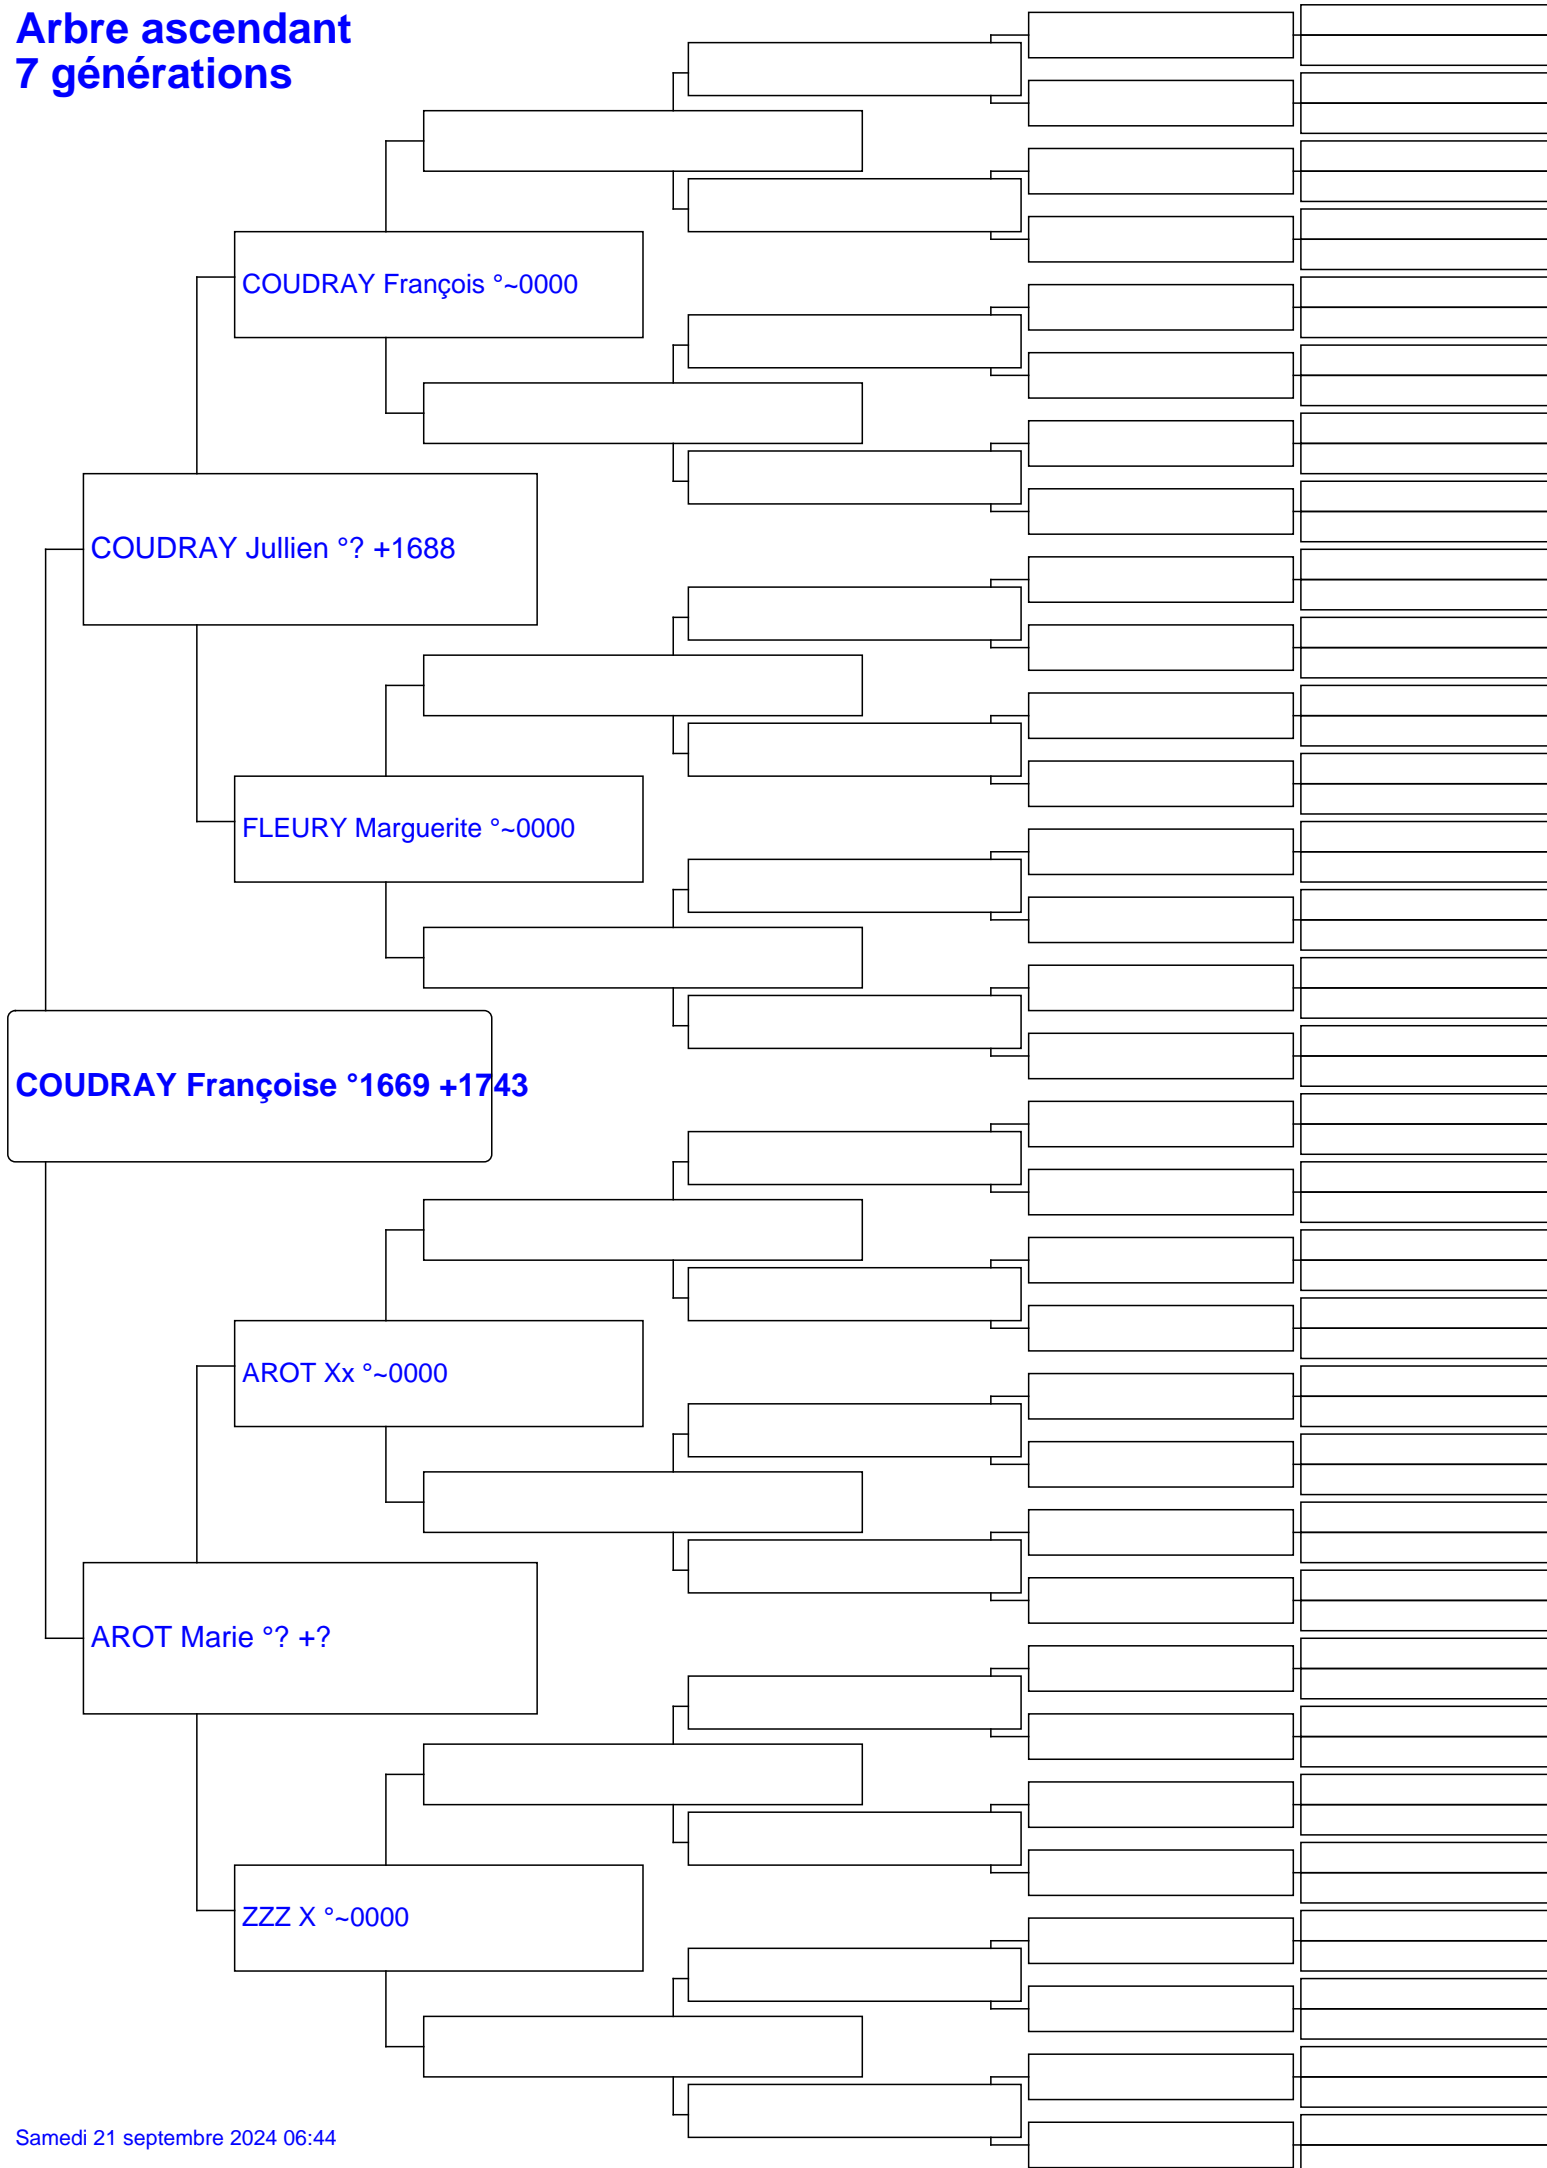 Arbre ascendant
7 générations
COUDRAY François °~0000
COUDRAY Jullien °? +1688
FLEURY Marguerite °~0000
COUDRAY Françoise °1669 +1743
AROT Xx °~0000
AROT Marie °? +?
ZZZ X °~0000
Samedi 21 septembre 2024 06:44